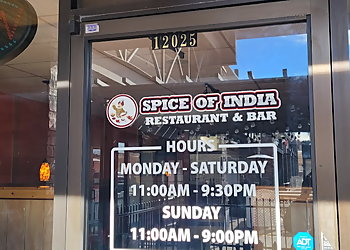 12025
SPICE OF INDIA
RESTAURANT & BAR
HOURS
MONDAY - SATURDAY
11:00AM - 9:30PM
SUNDAY
11:00AM - 9:00PM
ADT